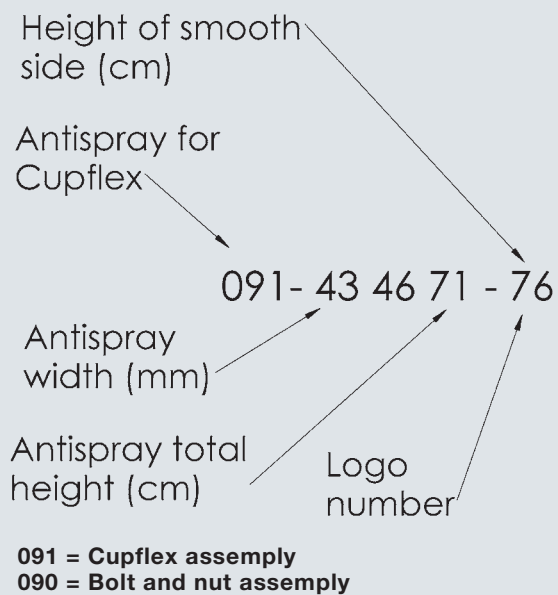 Height of smooth
side (cm)
Antispray for
Cupflex
091- 43 46 71 - 76
Antispray
width (mm)
Antispray total
height (cm)
Logo
number
091 = Cupflex assemply
090 = Bolt and nut assemply